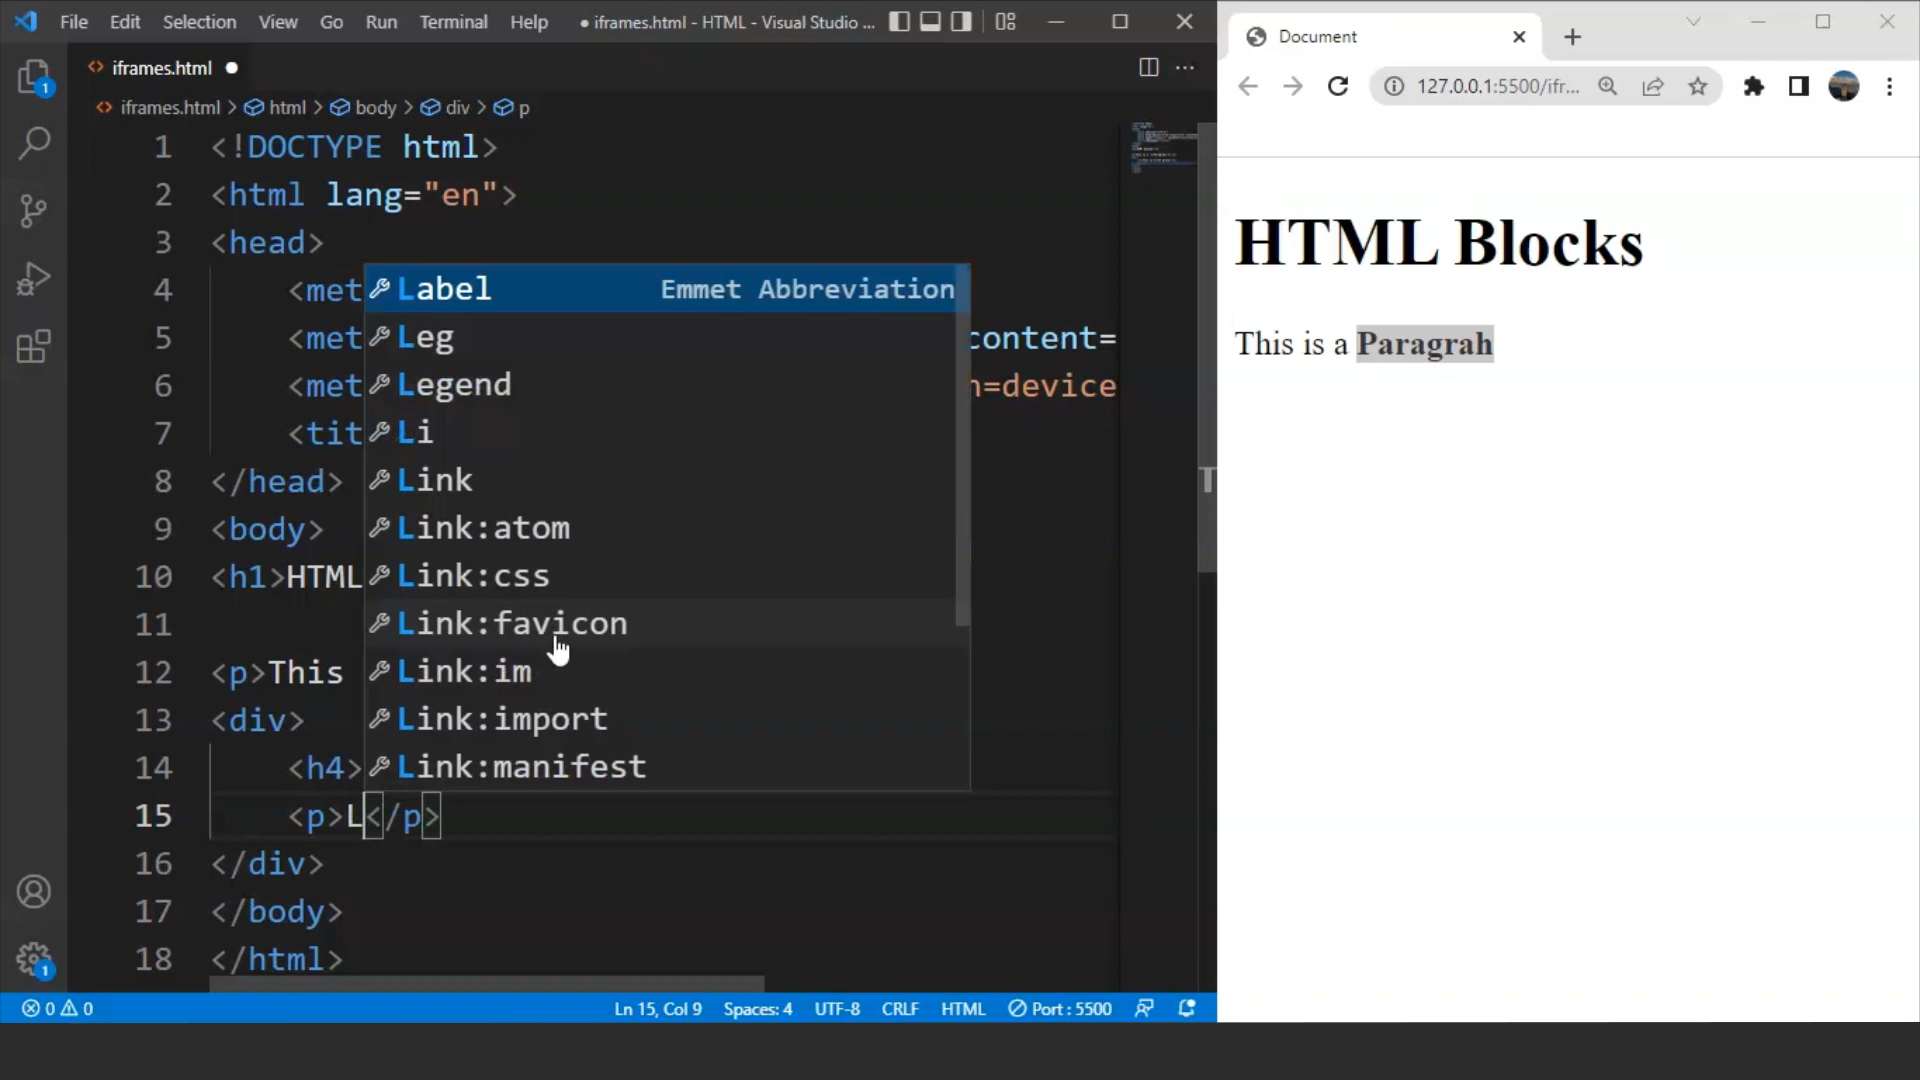 File Edit Selection View Go Run Terminal Help ● iframes.html - HTML - Visual Studio ...
iframes.html ●
iframes.html > html > body > div > p
1 <!DOCTYPE html>
2 <html lang="en">
3 <head>
4 <met
5 <met content=
6 <met n=device
7 <tit
8 </head>
9 <body>
10 <h1>HTML
11
12 <p>This
13 <div>
14 <h4>
15 <p>L</p>
16 </div>
17 </body>
18 </html>
Label Emmet Abbreviation
Leg
Legend
Li
Link
Link:atom
Link:css
Link:favicon
Link:im
Link:import
Link:manifest
1
1
0 0 Ln 15, Col 9 Spaces: 4 UTF-8 CRLF HTML Port : 5500
Document
127.0.0.1:5500/ifr...
HTML Blocks
This is a Paragrah